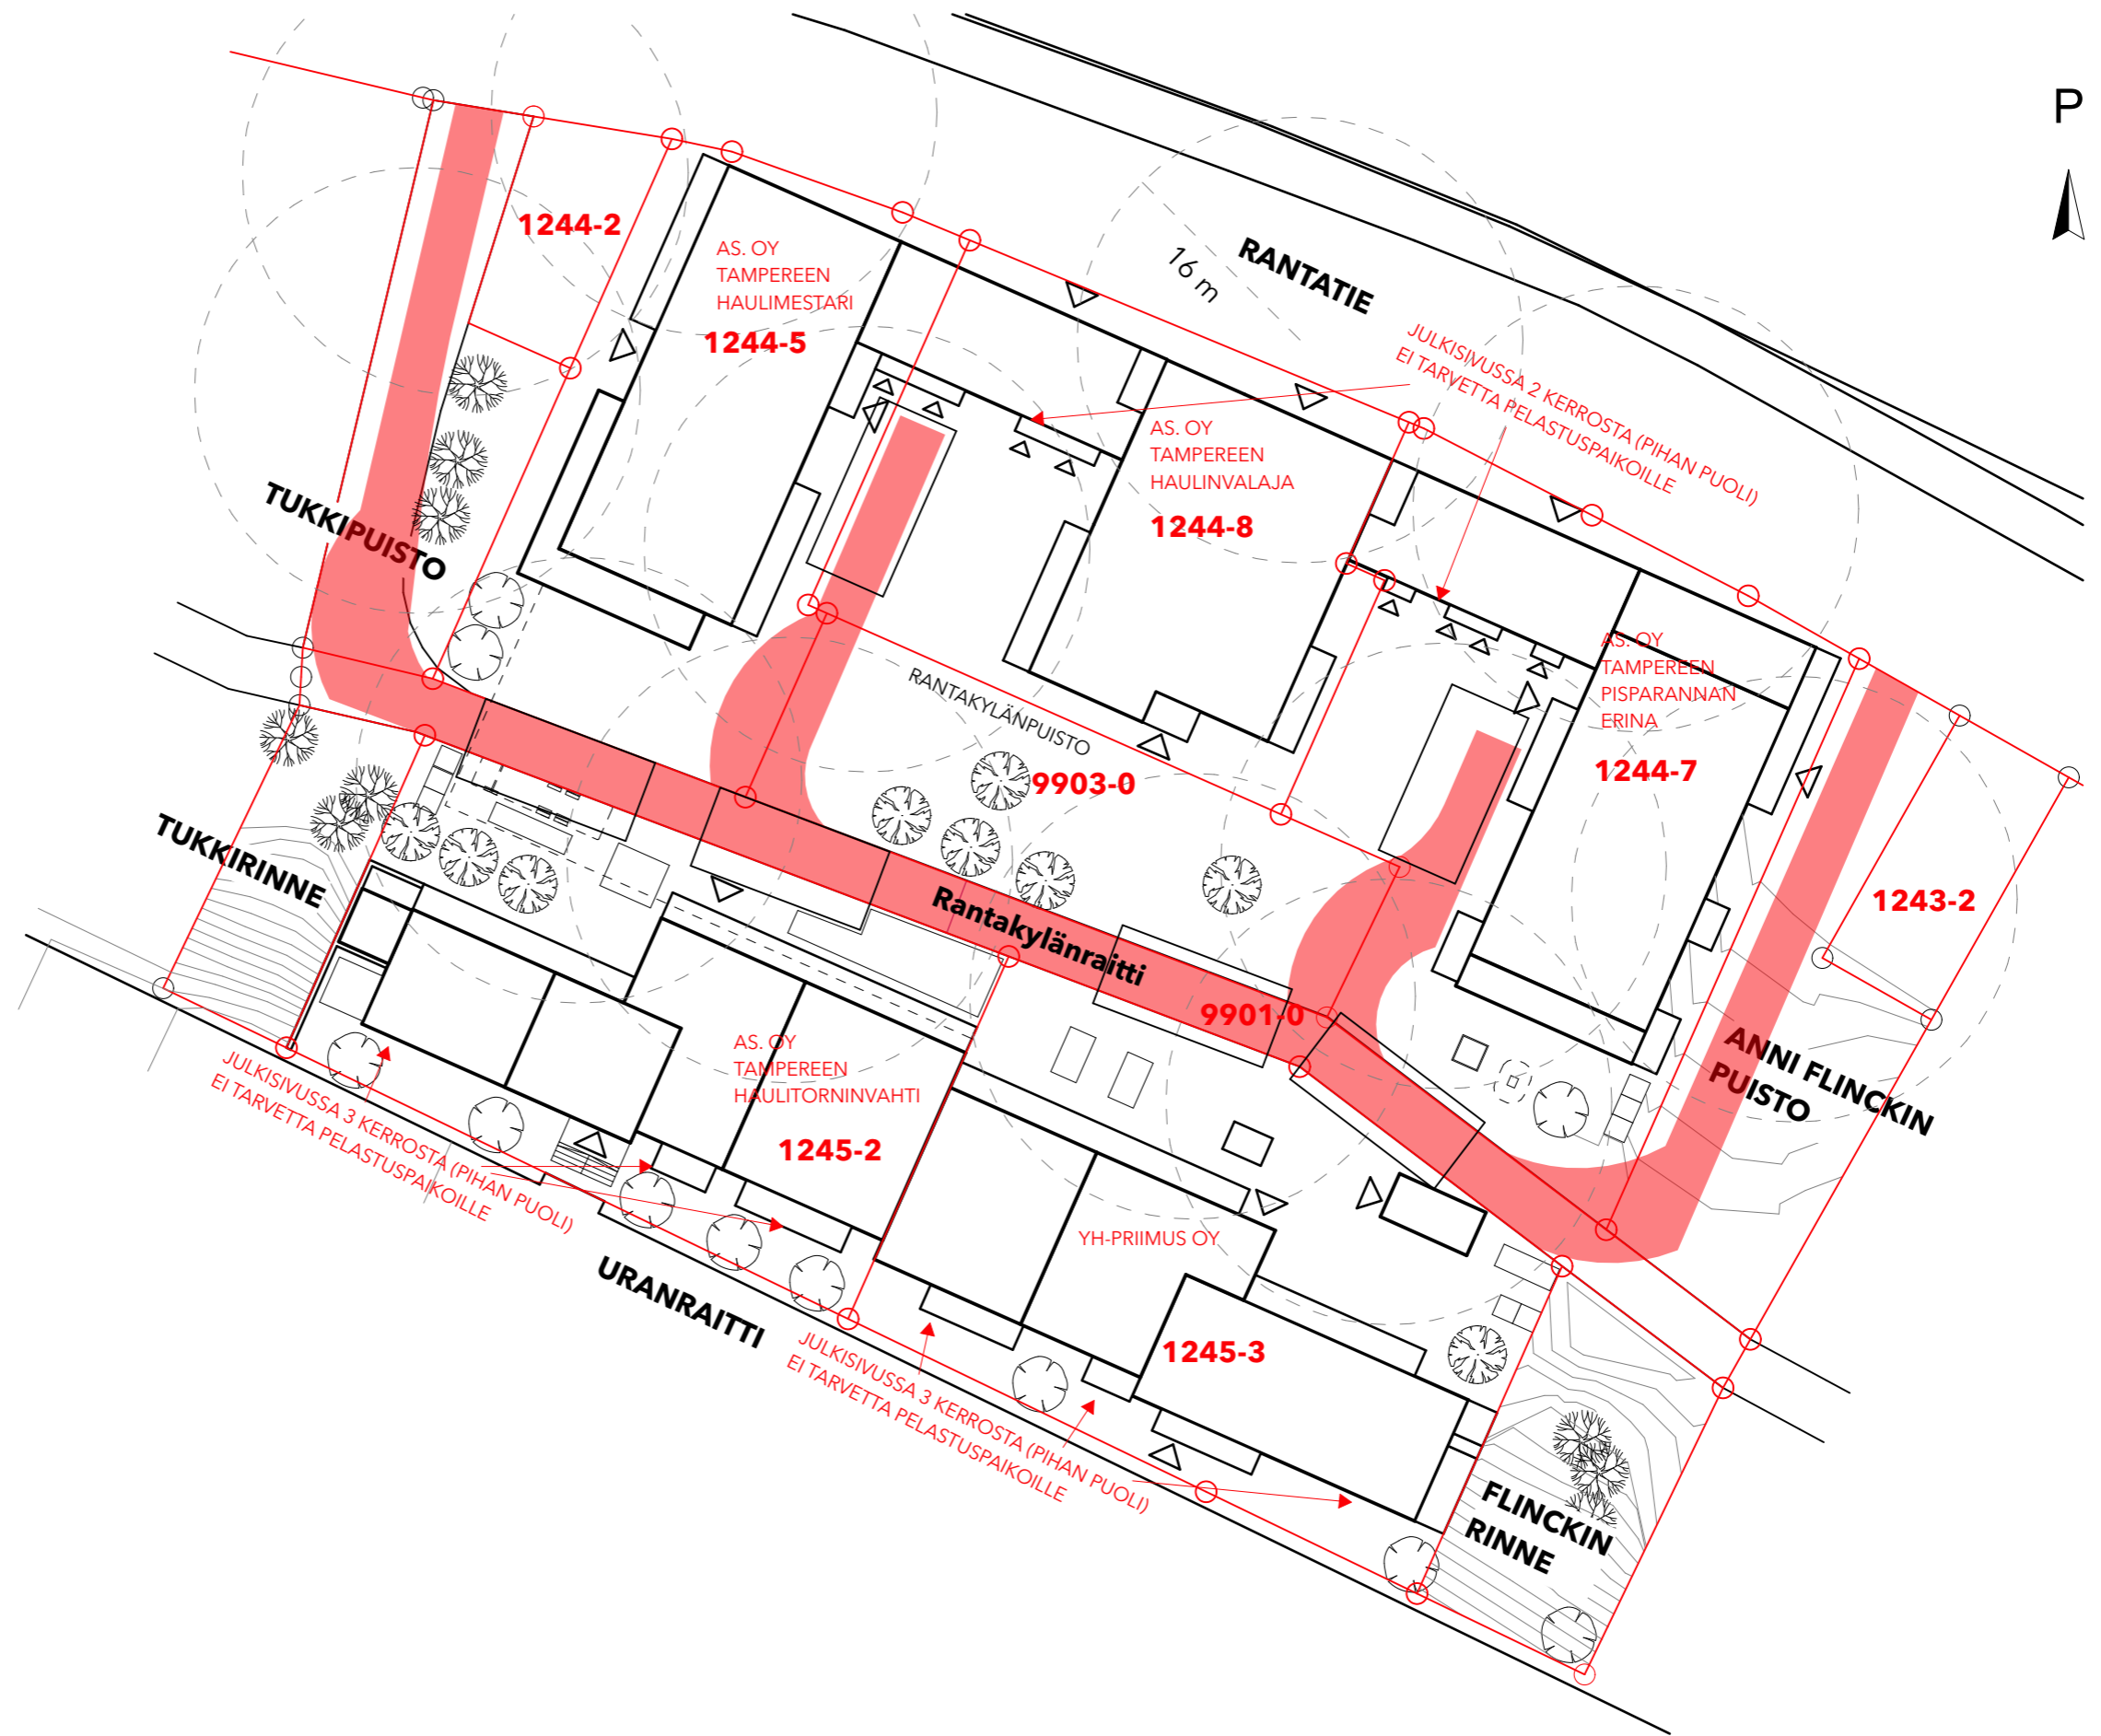 P
1244-2
AS. OY
TAMPEREEN
HAULIMESTARI
1244-5
RANTATIE
16 m
JULKISIVUSSA 2 KERROSTA (PIHAN PUOLI)
EI TARVETTA PELASTUSPAIKOILLE
AS. OY
TAMPEREEN
HAULINVALAJA
1244-8
TUKKIPUISTO
AS. OY
TAMPEREEN
PISPARANNAN
ERINA
1244-7
RANTAKYLÄNPUISTO
9903-0
TUKKIRINNE
Rantakylänraitti
9901-0
1243-2
ANNI FLINCKIN
PUISTO
AS. OY
TAMPEREEN
HAULITORNINVAHTI
1245-2
JULKISIVUSSA 3 KERROSTA (PIHAN PUOLI)
EI TARVETTA PELASTUSPAIKOILLE
URANRAITTI
YH-PRIIMUS OY
1245-3
JULKISIVUSSA 3 KERROSTA (PIHAN PUOLI)
EI TARVETTA PELASTUSPAIKOILLE
FLINCKIN
RINNE